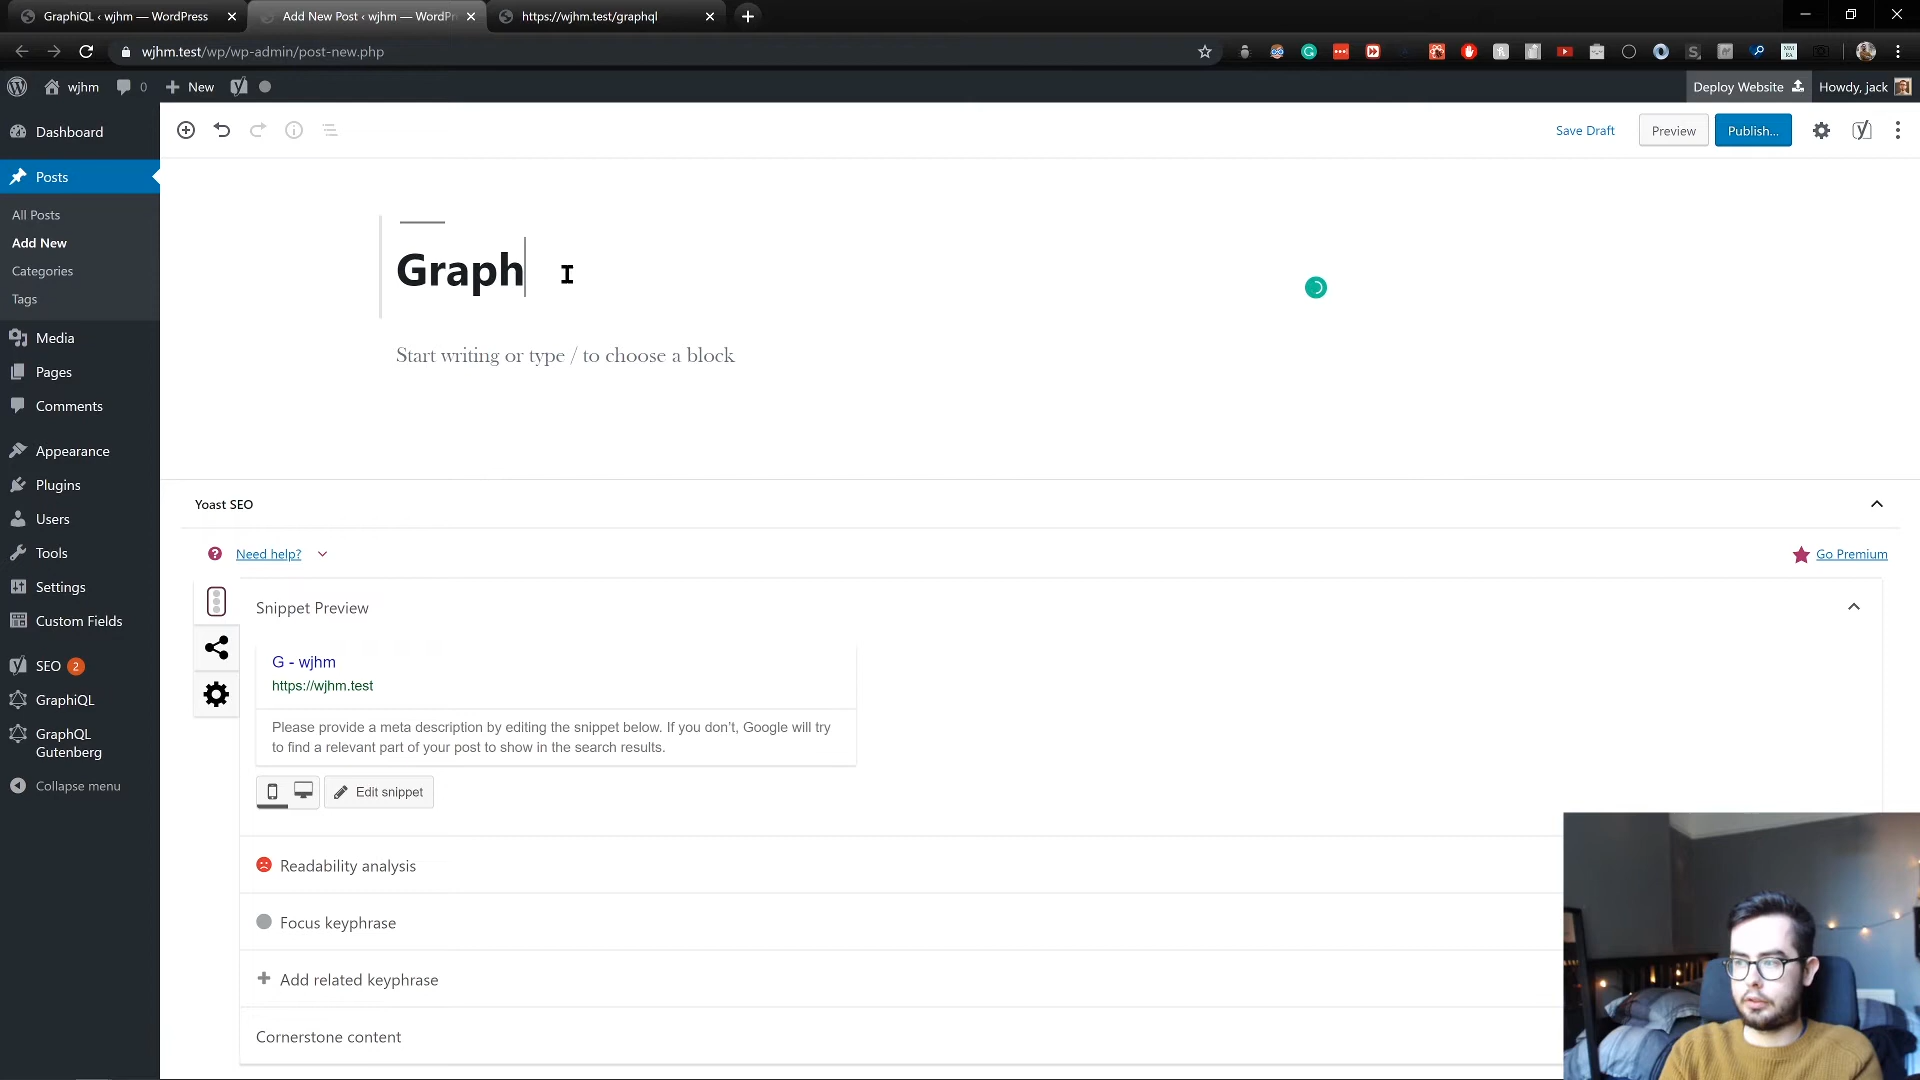 GraphiQL ‹ wjhm — WordPress
Add New Post ‹ wjhm — WordPr
https://wjhm.test/graphql
wjhm.test/wp/wp-admin/post-new.php
wjhm
0
New
Deploy Website
Howdy, jack
Dashboard
Posts
All Posts
Add New
Categories
Tags
Media
Pages
Comments
Appearance
Plugins
Users
Tools
Settings
Custom Fields
SEO 2
GraphiQL
GraphQL
Gutenberg
Collapse menu
Save Draft
Preview
Publish...
Graph
Start writing or type / to choose a block
Yoast SEO
Need help?
Go Premium
Snippet Preview
G - wjhm
https://wjhm.test
Please provide a meta description by editing the snippet below. If you don’t, Google will try
to find a relevant part of your post to show in the search results.
Edit snippet
Readability analysis
Focus keyphrase
Add related keyphrase
Cornerstone content